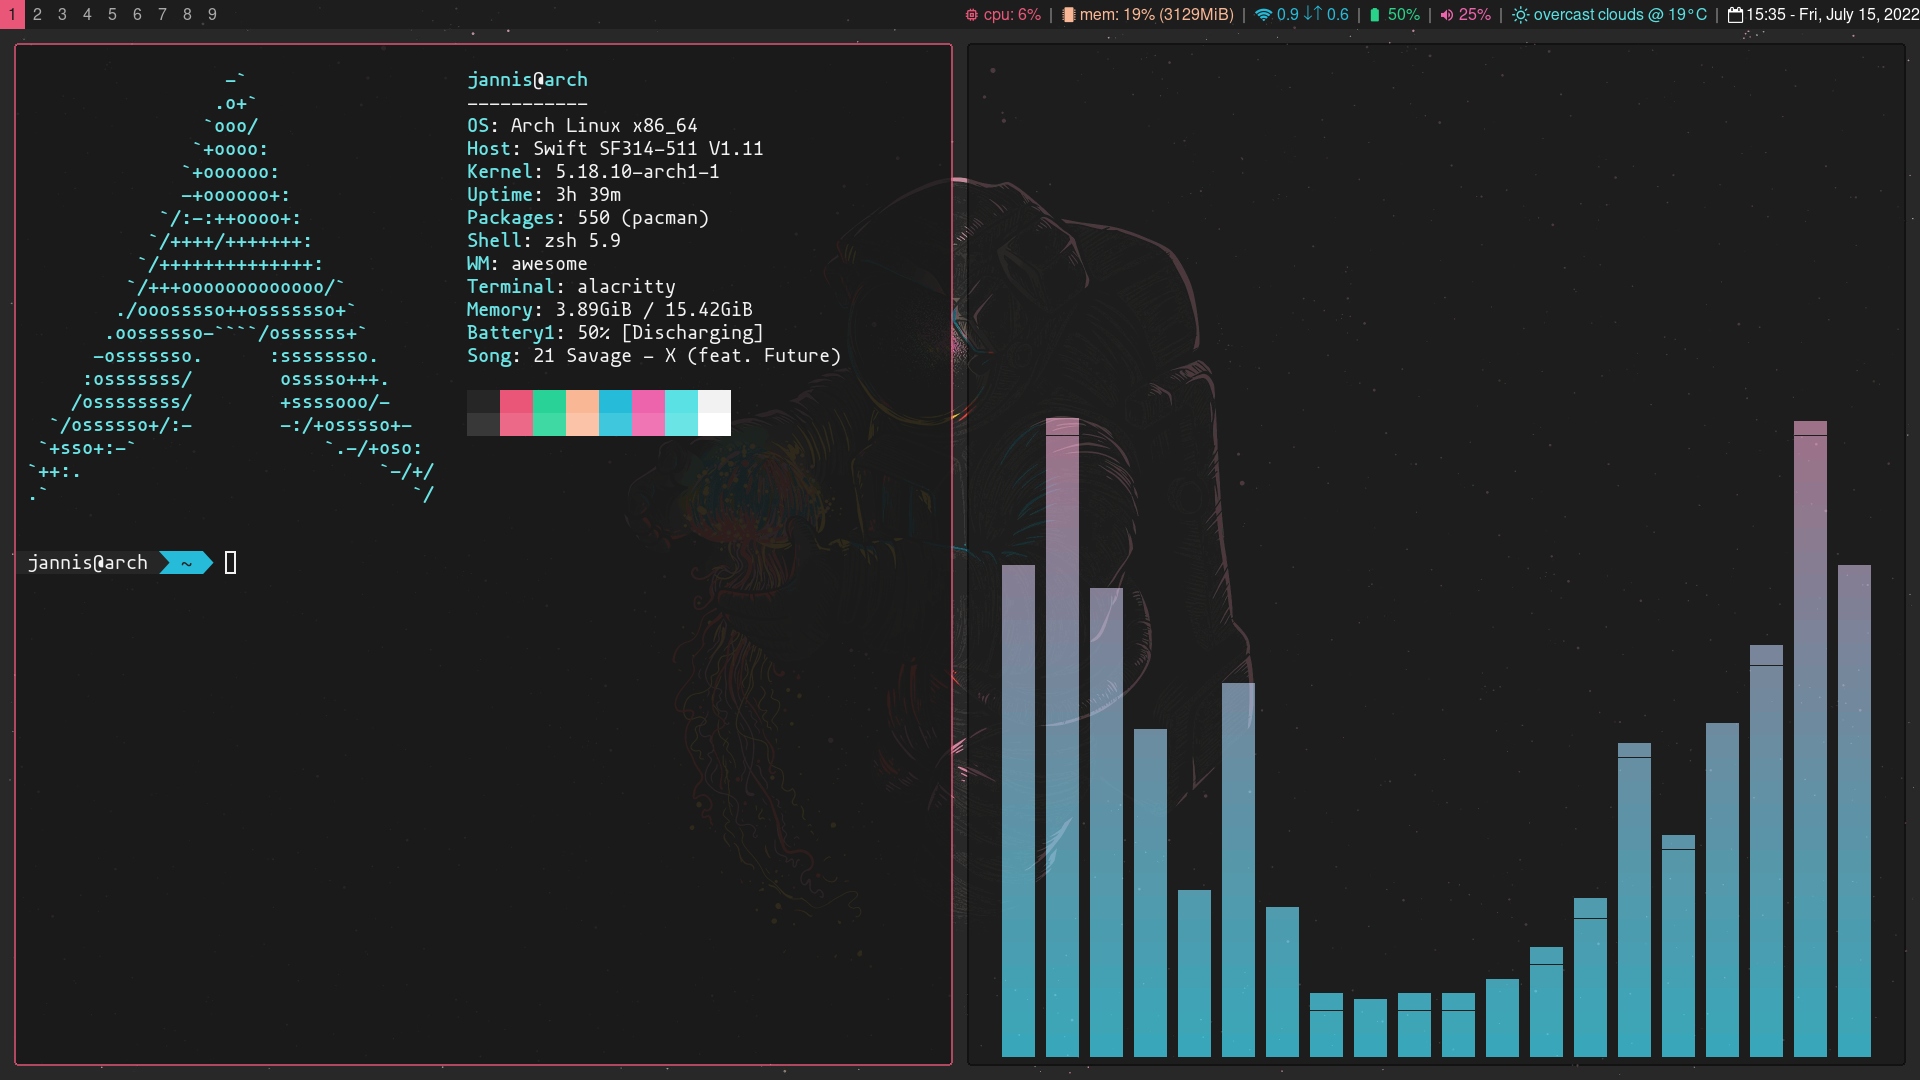 1 2 3 4 5 6 7 8 9 cpu: 6% | mem: 19% (3129MiB) | 0.9 ↓↑ 0.6 | 50% | 25% | overcast clouds @ 19°C | 15:35 - Fri, July 15, 2022
-`
.o+`
`ooo/
`+oooo:
`+oooooo:
-+oooooo+:
`/:-:++oooo+:
`/++++/+++++++:
`/++++++++++++++:
`/+++ooooooooooooo/`
./ooosssso++osssssso+`
.oossssso-````/ossssss+`
-osssssso.      :ssssssso.
:osssssss/        osssso+++.
/ossssssss/        +ssssooo/-
`/ossssso+/:-        -:/+osssso+-
`+sso+:-`                 `.-/+oso:
`++:.                           `-/+/
.`                                 `/
jannis@arch
-----------
OS: Arch Linux x86_64
Host: Swift SF314-511 V1.11
Kernel: 5.18.10-arch1-1
Uptime: 3h 39m
Packages: 550 (pacman)
Shell: zsh 5.9
WM: awesome
Terminal: alacritty
Memory: 3.89GiB / 15.42GiB
Battery1: 50% [Discharging]
Song: 21 Savage - X (feat. Future)
jannis@arch ~